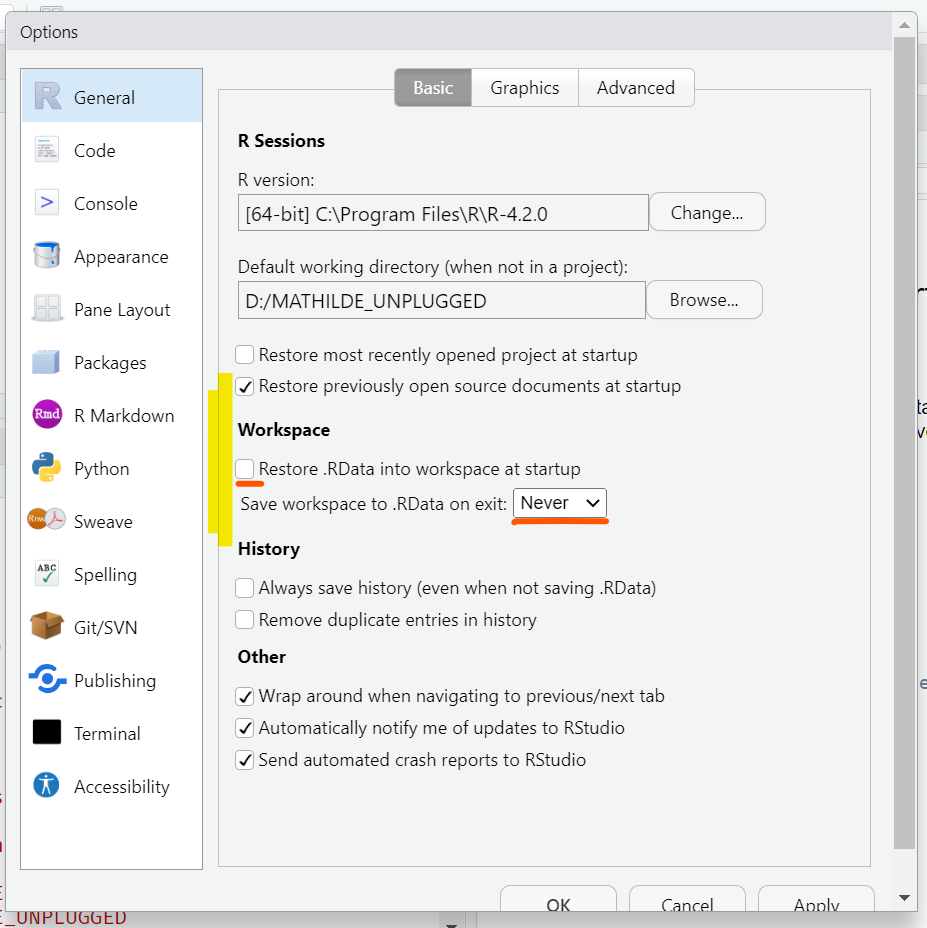 Options
General
Code
Console
Appearance
Pane Layout
Packages
R Markdown
Python
Sweave
Spelling
Git/SVN
Publishing
Terminal
Accessibility
Basic
Graphics
Advanced
R Sessions
R version:
[64-bit] C:\Program Files\R\R-4.2.0
Change...
Default working directory (when not in a project):
D:/MATHILDE_UNPLUGGED
Browse...
Restore most recently opened project at startup
Restore previously open source documents at startup
Workspace
Restore .RData into workspace at startup
Save workspace to .RData on exit: Never
History
Always save history (even when not saving .RData)
Remove duplicate entries in history
Other
Wrap around when navigating to previous/next tab
Automatically notify me of updates to RStudio
Send automated crash reports to RStudio
OK
Cancel
Apply
E_UNPLUGGED